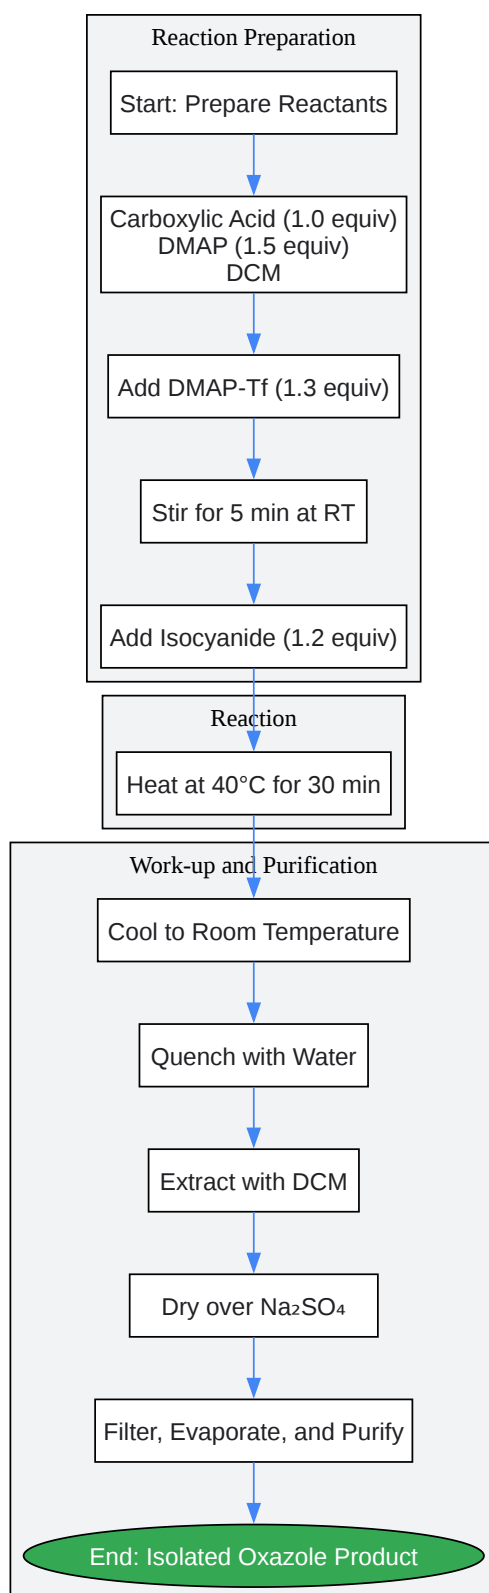 Reaction Preparation
Start: Prepare Reactants
Carboxylic Acid (1.0 equiv)
DMAP (1.5 equiv)
DCM
Add DMAP-Tf (1.3 equiv)
Stir for 5 min at RT
Add Isocyanide (1.2 equiv)
Reaction
Heat at 40°C for 30 min
Work-up and Purification
Cool to Room Temperature
Quench with Water
Extract with DCM
Dry over Na₂SO₄
Filter, Evaporate, and Purify
End: Isolated Oxazole Product